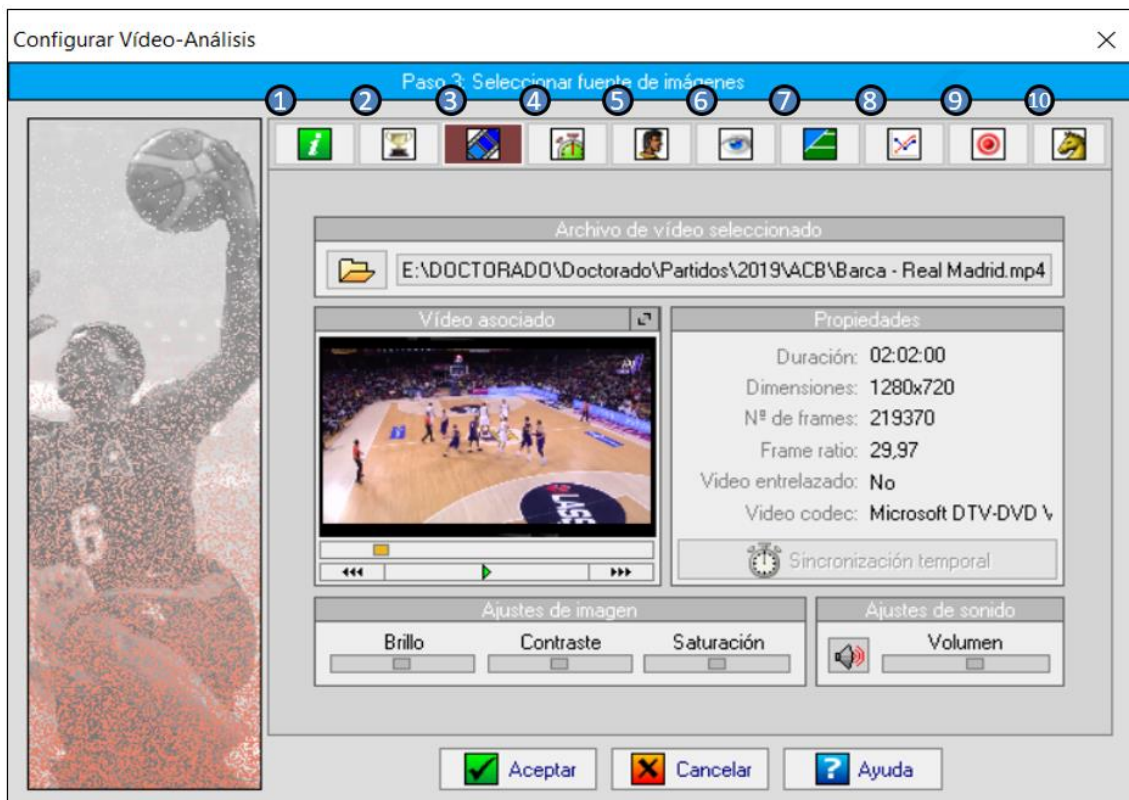 Configurar Vídeo-Análisis
Paso 3: Seleccionar fuente de imágenes
1 2 3 4 5 6 7 8 9 10
Archivo de vídeo seleccionado
E:\DOCTORADO\Doctorado\Partidos\2019\ACB\Barca - Real Madrid.mp4
Vídeo asociado
Propiedades
Duración: 02:02:00
Dimensiones: 1280x720
Nº de frames: 219370
Frame ratio: 29,97
Video entrelazado: No
Video codec: Microsoft DTV-DVD V
Sincronización temporal
Ajustes de imagen
Ajustes de sonido
Brillo
Contraste
Saturación
Volumen
Aceptar
Cancelar
Ayuda
6